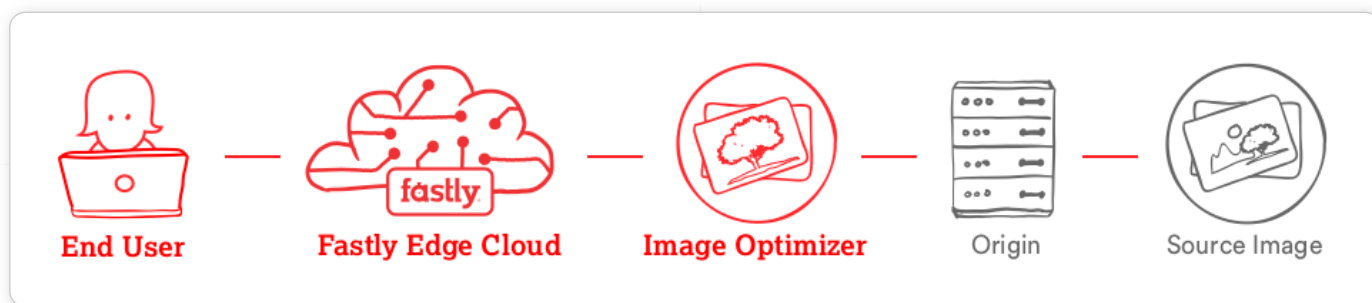 fastly
End User
Fastly Edge Cloud
Image Optimizer
Origin
Source Image